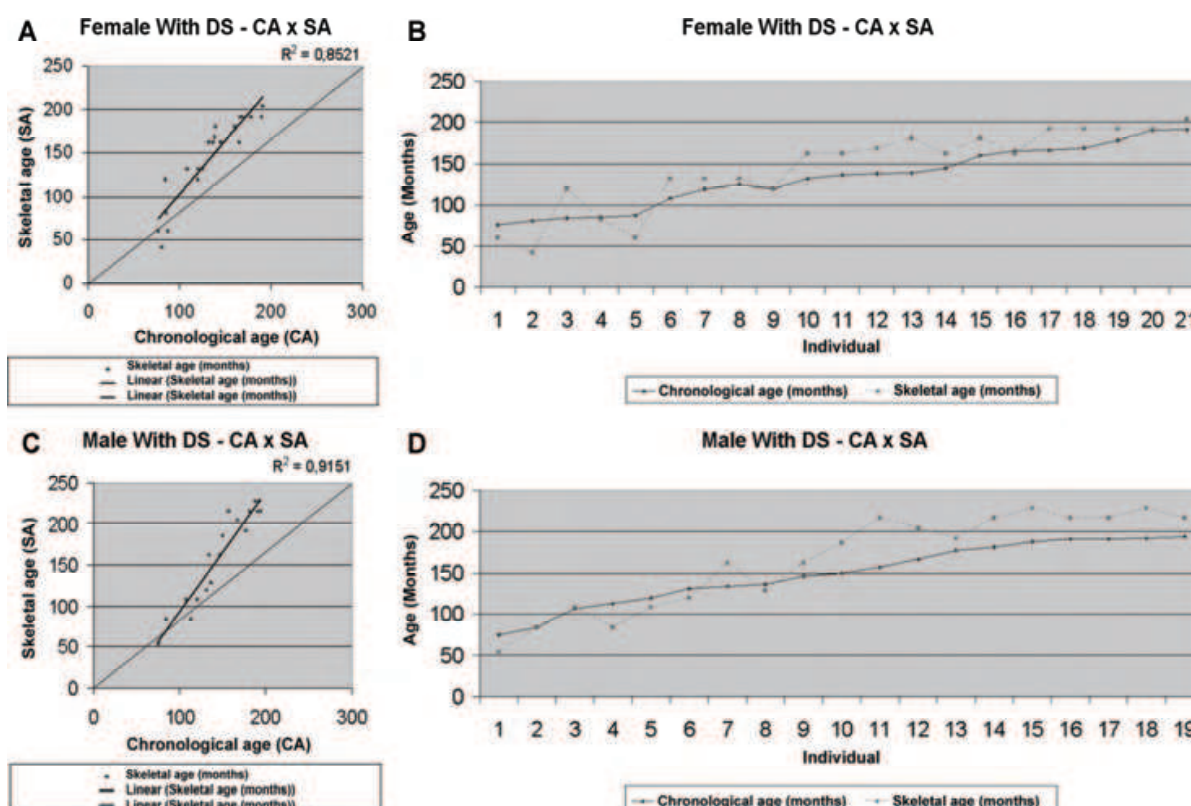 A
Female With DS - CA x SA
R² = 0,8521
Skeletal age (SA)
250
200
150
100
50
0
0 100 200 300
Chronological age (CA)
Skeletal age (months)
Linear (Skeletal age (months))
Linear (Skeletal age (months))
B
Female With DS - CA x SA
Age (Months)
250
200
150
100
50
0
1 2 3 4 5 6 7 8 9 10 11 12 13 14 15 16 17 18 19 20 21
Individual
Chronological age (months) Skeletal age (months)
C
Male With DS - CA x SA
R² = 0,9151
Skeletal age (SA)
250
200
150
100
50
0
0 100 200 300
Chronological age (CA)
Skeletal age (months)
Linear (Skeletal age (months))
Linear (Skeletal age (months))
D
Male With DS - CA x SA
Age (Months)
250
200
150
100
50
0
1 2 3 4 5 6 7 8 9 10 11 12 13 14 15 16 17 18 19
Individual
Chronological age (months) Skeletal age (months)